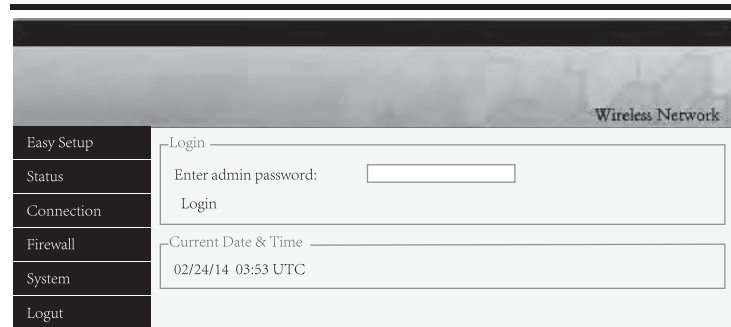 Wireless Network
Easy Setup
Status
Connection
Firewall
System
Logut
Login
Enter admin password:
Login
Current Date & Time
02/24/14 03:53 UTC